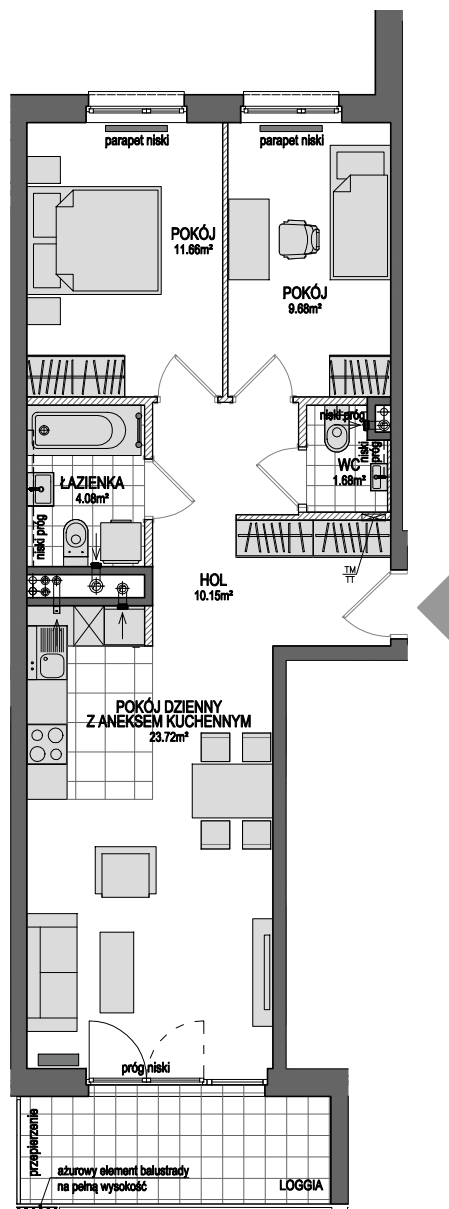 parapet niski
parapet niski
POKÓJ
11.66m²
POKÓJ
9.68m²
niski próg
niski próg
WC
1.68m²
ŁAZIENKA
4.08m²
niski próg
TM
TT
HOL
10.15m²
POKÓJ DZIENNY
Z ANEKSEM KUCHENNYM
23.72m²
próg niski
przepierzenie
ażurowy element balustrady
na pełną wysokość
LOGGIA